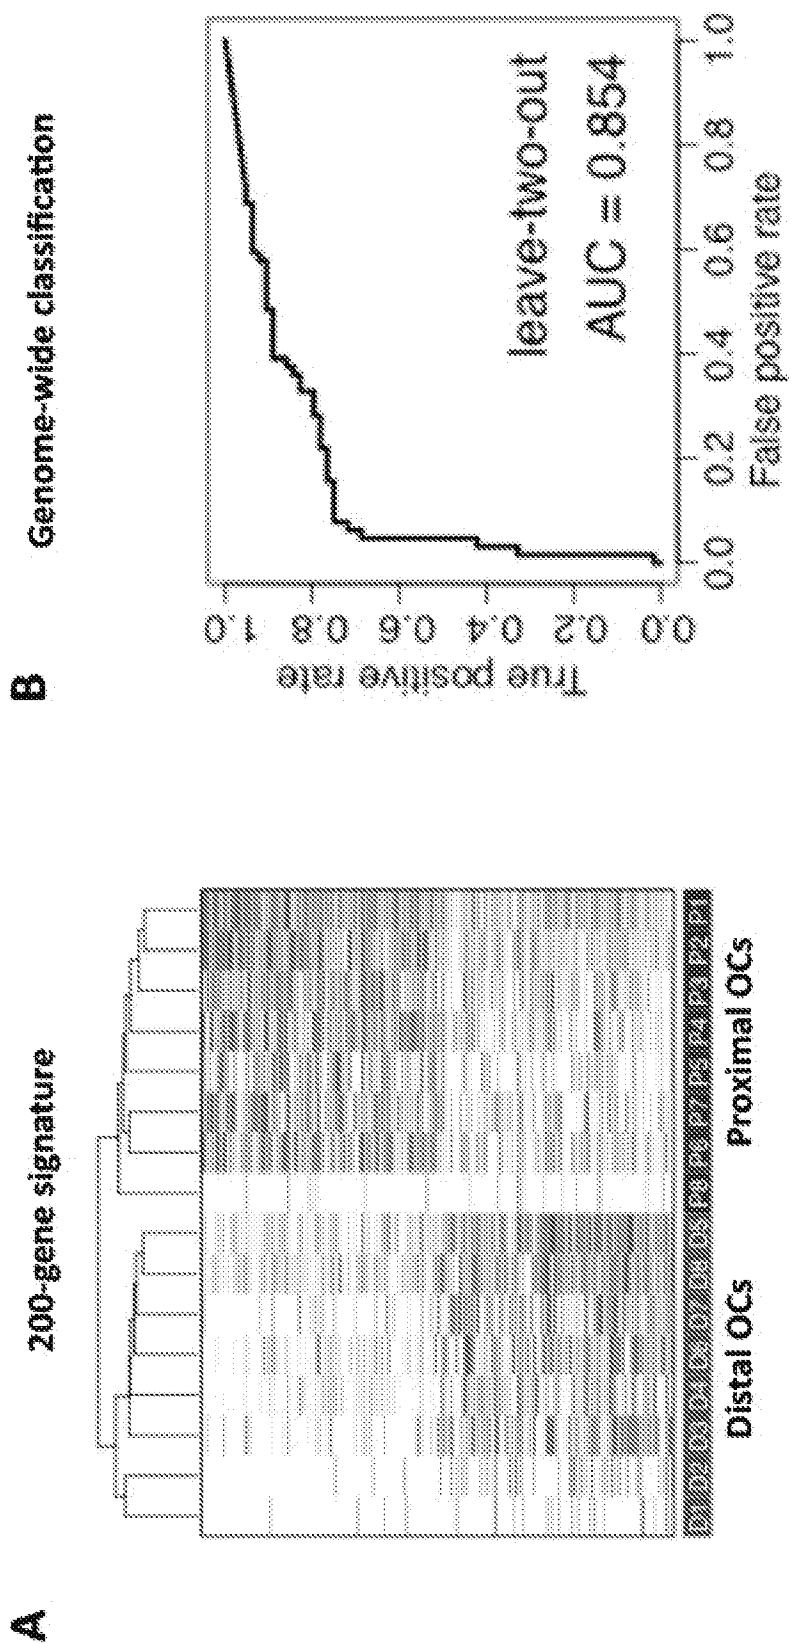 A
200-gene signature
Distal OCs
Proximal OCs
B
Genome-wide classification
True positive rate
1.0
0.8
0.6
0.4
0.2
0.0
leave-two-out
AUC = 0.854
0.0 0.2 0.4 0.6 0.8 1.0
False positive rate